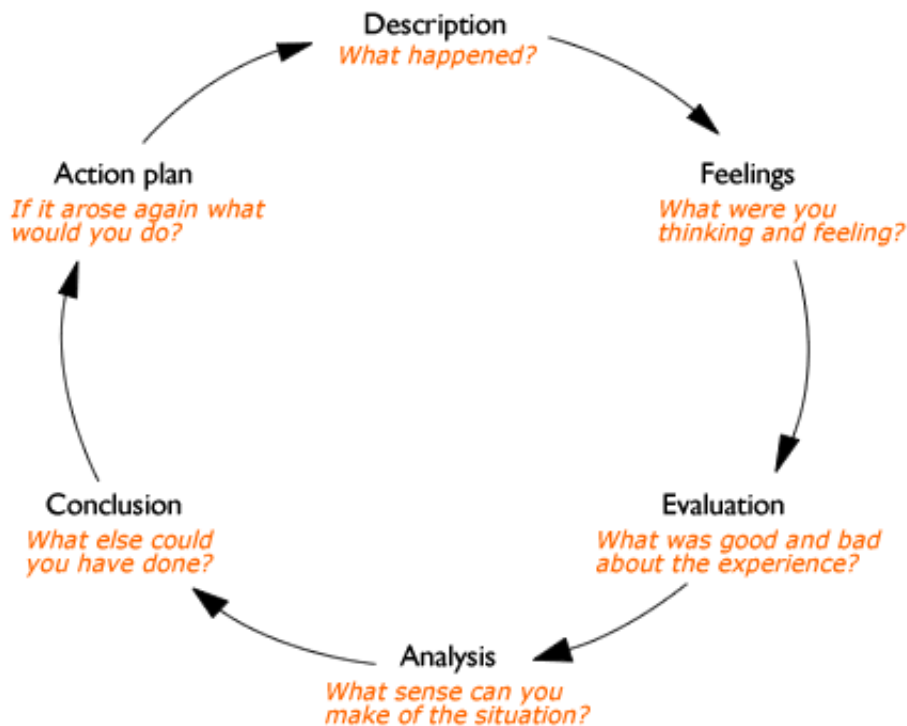 Description
What happened?
Feelings
What were you
thinking and feeling?
Evaluation
What was good and bad
about the experience?
Analysis
What sense can you
make of the situation?
Conclusion
What else could
you have done?
Action plan
If it arose again what
would you do?